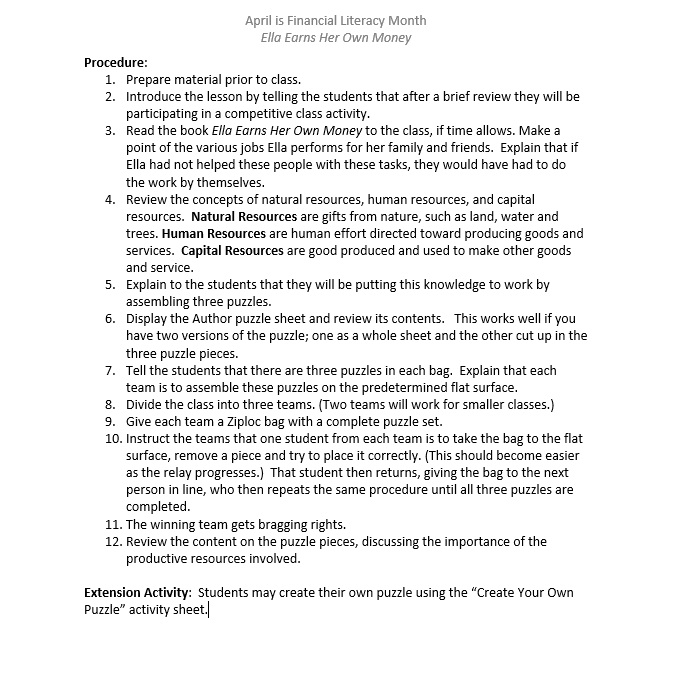 April is Financial Literacy Month
Ella Earns Her Own Money
Procedure:
1. Prepare material prior to class.
2. Introduce the lesson by telling the students that after a brief review they will be
participating in a competitive class activity.
3. Read the book Ella Earns Her Own Money to the class, if time allows. Make a
point of the various jobs Ella performs for her family and friends.  Explain that if
Ella had not helped these people with these tasks, they would have had to do
the work by themselves.
4. Review the concepts of natural resources, human resources, and capital
resources.  Natural Resources are gifts from nature, such as land, water and
trees. Human Resources are human effort directed toward producing goods and
services.  Capital Resources are good produced and used to make other goods
and service.
5. Explain to the students that they will be putting this knowledge to work by
assembling three puzzles.
6. Display the Author puzzle sheet and review its contents.   This works well if you
have two versions of the puzzle; one as a whole sheet and the other cut up in the
three puzzle pieces.
7. Tell the students that there are three puzzles in each bag.  Explain that each
team is to assemble these puzzles on the predetermined flat surface.
8. Divide the class into three teams. (Two teams will work for smaller classes.)
9. Give each team a Ziploc bag with a complete puzzle set.
10. Instruct the teams that one student from each team is to take the bag to the flat
surface, remove a piece and try to place it correctly. (This should become easier
as the relay progresses.)  That student then returns, giving the bag to the next
person in line, who then repeats the same procedure until all three puzzles are
completed.
11. The winning team gets bragging rights.
12. Review the content on the puzzle pieces, discussing the importance of the
productive resources involved.
Extension Activity:  Students may create their own puzzle using the “Create Your Own
Puzzle” activity sheet.